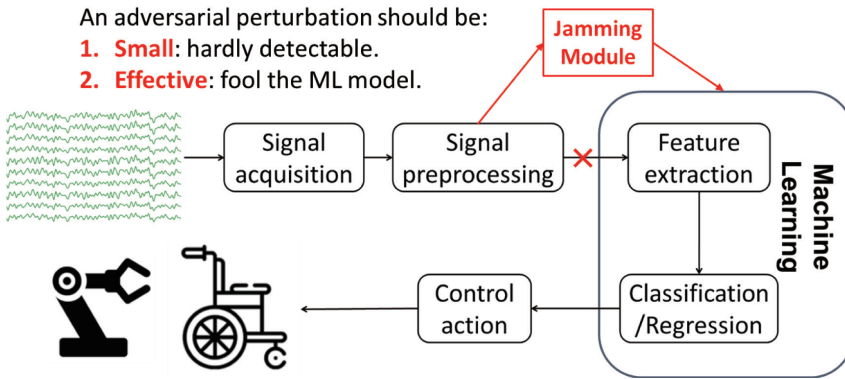 An adversarial perturbation should be:
1. Small: hardly detectable.
2. Effective: fool the ML model.
Jamming
Module
Signal
acquisition
Signal
preprocessing
Feature
extraction
Machine
Learning
Control
action
Classification
/Regression